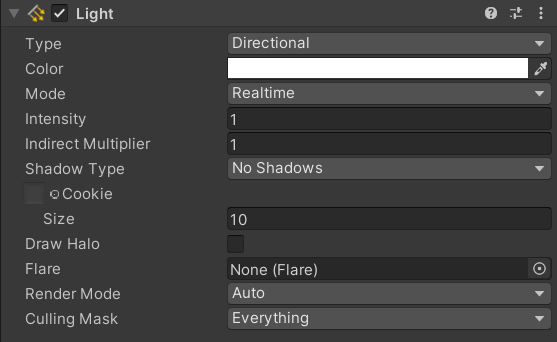 Light
Type Directional
Color
Mode Realtime
Intensity 1
Indirect Multiplier 1
Shadow Type No Shadows
Cookie
Size 10
Draw Halo
Flare None (Flare)
Render Mode Auto
Culling Mask Everything